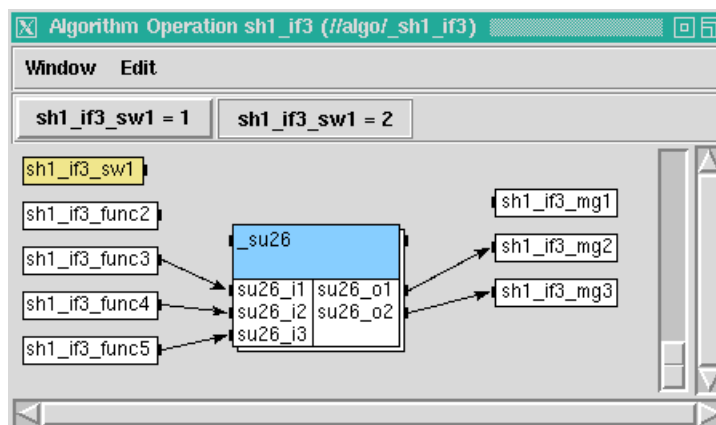 Algorithm Operation sh1_if3 (//algo/_sh1_if3)
Window Edit
sh1_if3_sw1 = 1 sh1_if3_sw1 = 2
sh1_if3_sw1
sh1_if3_func2
sh1_if3_func3
sh1_if3_func4
sh1_if3_func5
_su26
su26_i1 su26_o1
su26_i2 su26_o2
su26_i3
sh1_if3_mg1
sh1_if3_mg2
sh1_if3_mg3